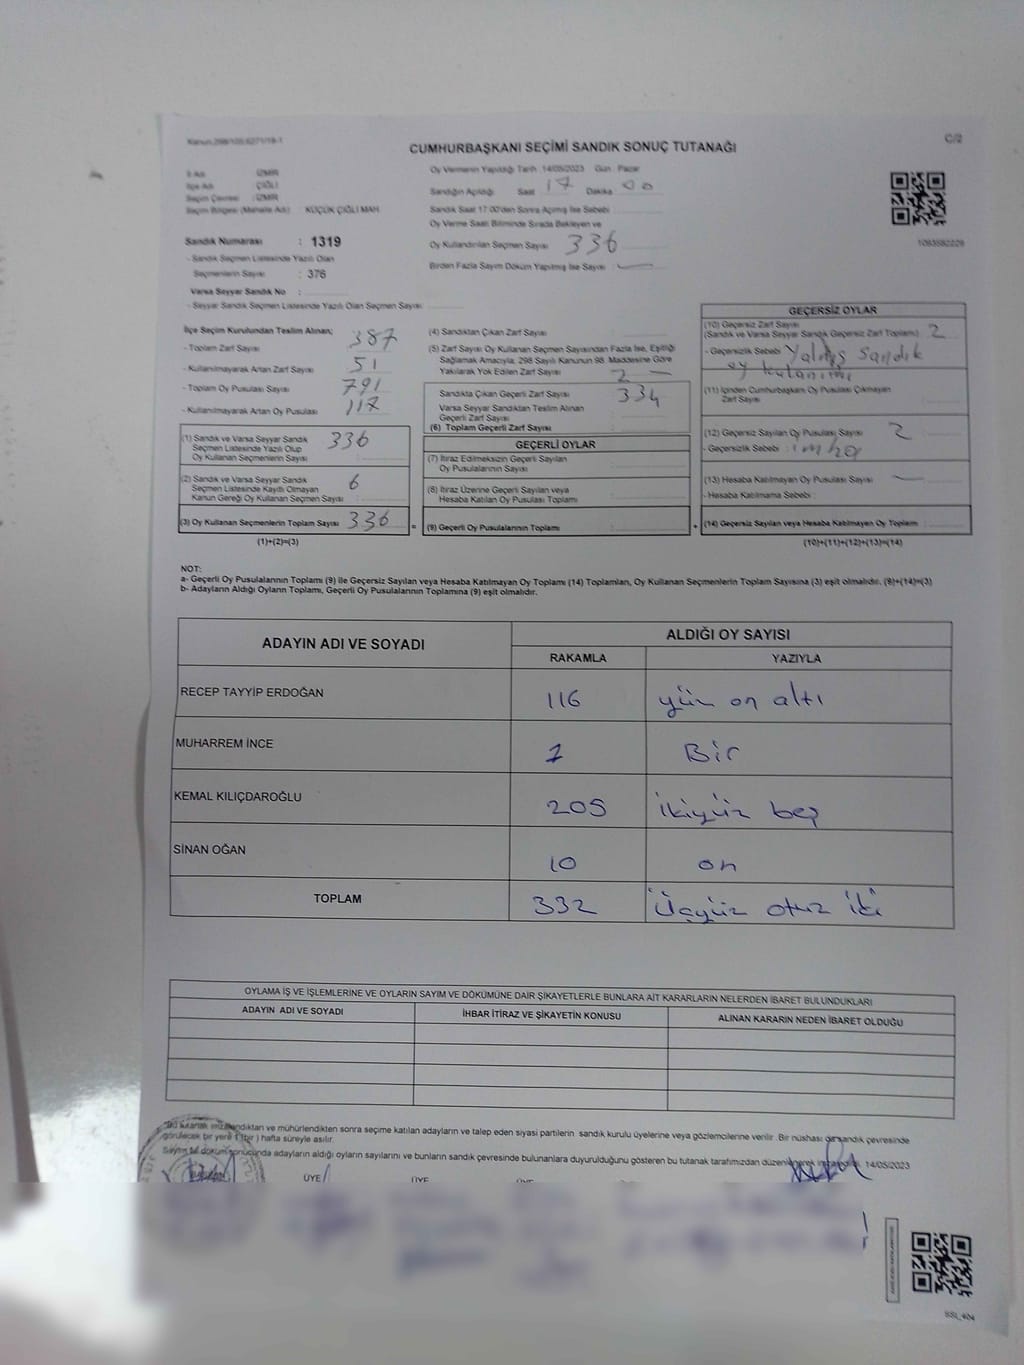 C/2
CUMHURBAŞKANI SEÇİMİ SANDIK SONUÇ TUTANAĞI
İl Adı : İZMİR
İlçe Adı : ÇİĞLİ
Seçim Çevresi : İZMİR
Seçim Bölgesi (Mahalle Adı) : KÜÇÜK ÇİĞLİ MAH.
Sandık Numarası : 1319
- Sandık Seçmen Listesinde Yazılı Olan
Seçmenlerin Sayısı : 376
Varsa Seyyar Sandık No :
- Seyyar Sandık Seçmen Listesinde Yazılı Olan Seçmen Sayısı :
Oy Vermenin Yapıldığı Tarih :14/05/2023 Gün : Pazar
Sandığın Açıldığı Saat 17 Dakika 00
Sandık Saat 17.00'den Sonra Açılmış İse Sebebi
Oy Verme Saati Bitiminde Sırada Bekleyen ve
Oy Kullandırılan Seçmen Sayısı 336
Birden Fazla Sayım Döküm Yapılmış İse Sayısı : —
İlçe Seçim Kurulundan Teslim Alınan;
- Toplam Zarf Sayısı 387
- Kullanılmayarak Artan Zarf Sayısı 51
- Toplam Oy Pusulası Sayısı 791
- Kullanılmayarak Artan Oy Pusulası 117
(1) Sandık ve Varsa Seyyar Sandık
Seçmen Listesinde Yazılı Olup
Oy Kullanan Seçmenlerin Sayısı 336
(2) Sandık ve Varsa Seyyar Sandık
Seçmen Listesinde Kayıtlı Olmayan
Kanun Gereği Oy Kullanan Seçmen Sayısı : 6
(3) Oy Kullanan Seçmenlerin Toplam Sayısı 336
(1)+(2)=(3)
(4) Sandıktan Çıkan Zarf Sayısı :
(5) Zarf Sayısı Oy Kullanan Seçmen Sayısından Fazla İse, Eşitliği
Sağlamak Amacıyla, 298 Sayılı Kanunun 98. Maddesine Göre
Yakılarak Yok Edilen Zarf Sayısı : 2 —
Sandıkta Çıkan Geçerli Zarf Sayısı : 334
Varsa Seyyar Sandıktan Teslim Alınan
Geçerli Zarf Sayısı :
(6) Toplam Geçerli Zarf Sayısı :
GEÇERLİ OYLAR
(7) İtiraz Edilmeksizin Geçerli Sayılan
Oy Pusulalarının Sayısı :
(8) İtiraz Üzerine Geçerli Sayılan veya
Hesaba Katılan Oy Pusulası Toplamı :
= (9) Geçerli Oy Pusulalarının Toplamı :
GEÇERSİZ OYLAR
(10) Geçersiz Zarf Sayısı
(Sandık ve Varsa Seyyar Sandık Geçersiz Zarf Toplamı) : 2
- Geçersizlik Sebebi : Sandık
oy
(11) İçinden Cumhurbaşkanı Oy Pusulası Çıkmayan
Zarf Sayısı :
(12) Geçersiz Sayılan Oy Pusulası Sayısı : 2
- Geçersizlik Sebebi : imha
(13) Hesaba Katılmayan Oy Pusulası Sayısı : —
- Hesaba Katılmama Sebebi :
+ (14) Geçersiz Sayılan veya Hesaba Katılmayan Oy Toplamı :
(10)+(11)+(12)+(13)=(14)
NOT:
a- Geçerli Oy Pusulalarının Toplamı (9) ile Geçersiz Sayılan veya Hesaba Katılmayan Oy Toplamı (14) Toplamları, Oy Kullanan Seçmenlerin Toplam Sayısına (3) eşit olmalıdır. (9)+(14)=(3)
b- Adayların Aldığı Oyların Toplamı, Geçerli Oy Pusulalarının Toplamına (9) eşit olmalıdır.
ADAYIN ADI VE SOYADI ALDIĞI OY SAYISI
RAKAMLA YAZIYLA
RECEP TAYYİP ERDOĞAN 116 yüz on altı
MUHARREM İNCE 1 Bir
KEMAL KILIÇDAROĞLU 205 ikiyüz beş
SİNAN OĞAN 10 on
TOPLAM 332 Üçyüz otuz iki
OYLAMA İŞ VE İŞLEMLERİNE VE OYLARIN SAYIM VE DÖKÜMÜNE DAİR ŞİKAYETLERLE BUNLARA AİT KARARLARIN NELERDEN İBARET BULUNDUKLARI
ADAYIN ADI VE SOYADI İHBAR İTİRAZ VE ŞİKAYETİN KONUSU ALINAN KARARIN NEDEN İBARET OLDUĞU
Bu tutanak imzalandıktan ve mühürlendikten sonra seçime katılan adayların ve talep eden siyasi partilerin sandık kurulu üyelerine veya gözlemcilerine verilir. Bir nüshası da sandık çevresinde
görülecek bir yere 1 (bir) hafta süreyle asılır.
Sayım ve döküm sonucunda adayların aldığı oyların sayılarını ve bunların sandık çevresinde bulunanlara duyurulduğunu gösteren bu tutanak tarafımızdan düzenlenerek imzalandı. 14/05/2023
ÜYE ÜYE ÜYE